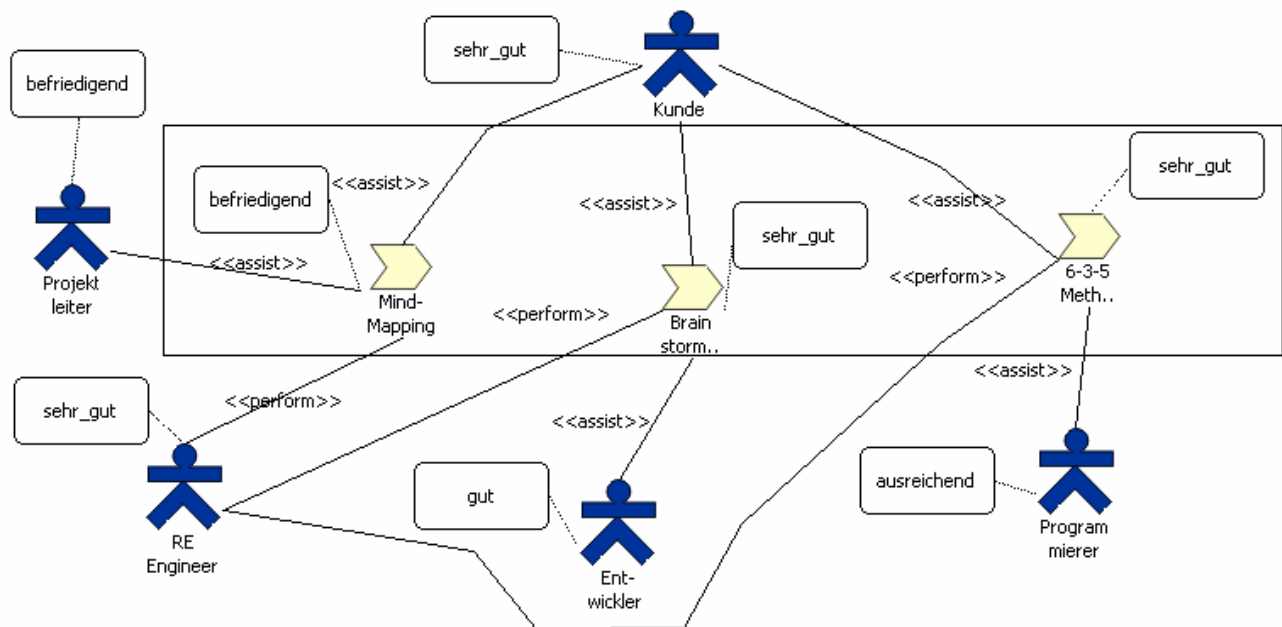 sehr_gut
befriedigend
Kunde
sehr_gut
befriedigend
<<assist>>
<<assist>>
<<assist>>
sehr_gut
<<assist>>
<<perform>>
Projekt
leiter
6-3-5
Meth..
Mind-
Mapping
<<perform>>
Brain
storm..
<<assist>>
<<perform>>
sehr_gut
<<assist>>
gut
ausreichend
RE
Engineer
Program
mierer
Ent-
wickler